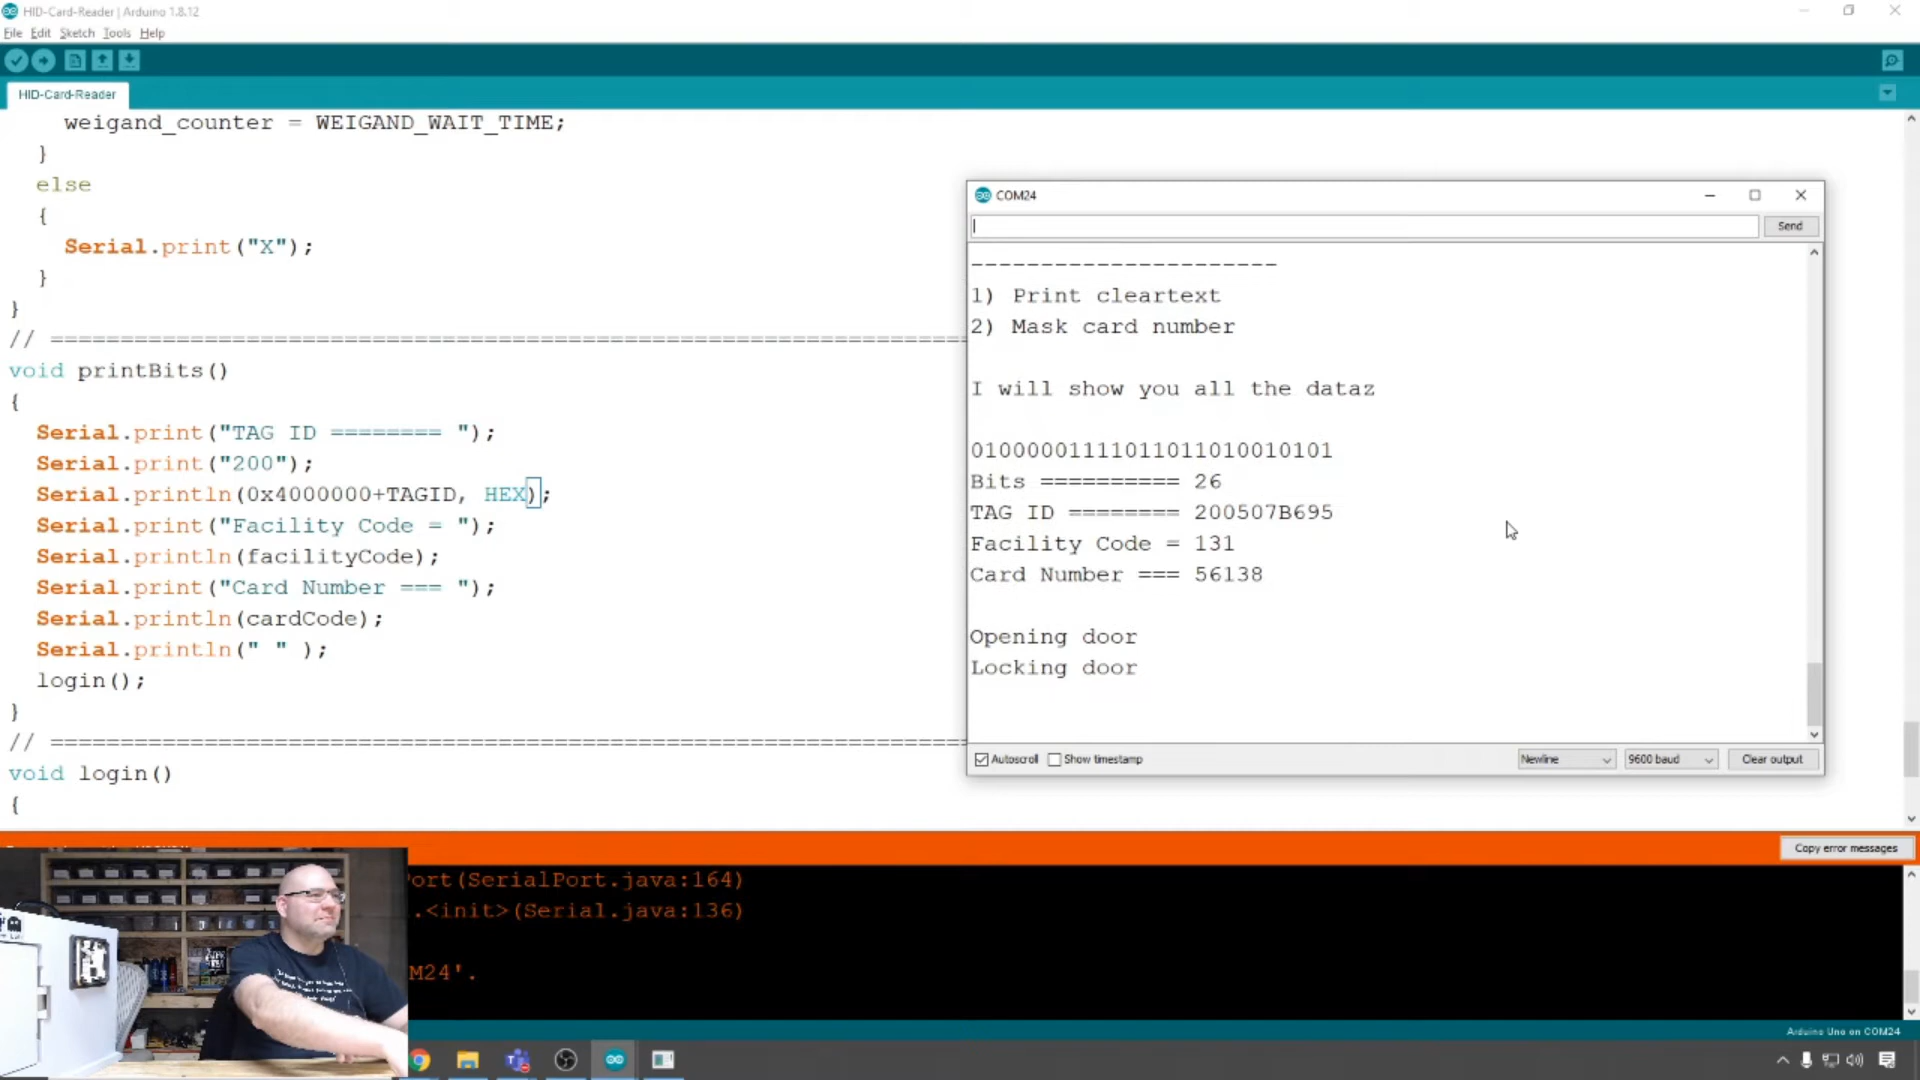 HID-Card-Reader | Arduino 1.8.12
File Edit Sketch Tools Help
HID-Card-Reader
weigand_counter = WEIGAND_WAIT_TIME;
}
else
{
Serial.print("X");
}
}
// ==================================================================
void printBits()
{
Serial.print("TAG ID ======== ");
Serial.print("200");
Serial.println(0x4000000+TAGID, HEX);
Serial.print("Facility Code = ");
Serial.println(facilityCode);
Serial.print("Card Number === ");
Serial.println(cardCode);
Serial.println(" " );
login();
}
// ==================================================================
void login()
{
COM24
Send
----------------------
1) Print cleartext
2) Mask card number
I will show you all the dataz
01000001111011011010010101
Bits ========== 26
TAG ID ======== 200507B695
Facility Code = 131
Card Number === 56138
Opening door
Locking door
Autoscroll Show timestamp Newline 9600 baud Clear output
Copy error messages
Port(SerialPort.java:164)
.<init>(Serial.java:136)
M24'.
Arduino Uno on COM24